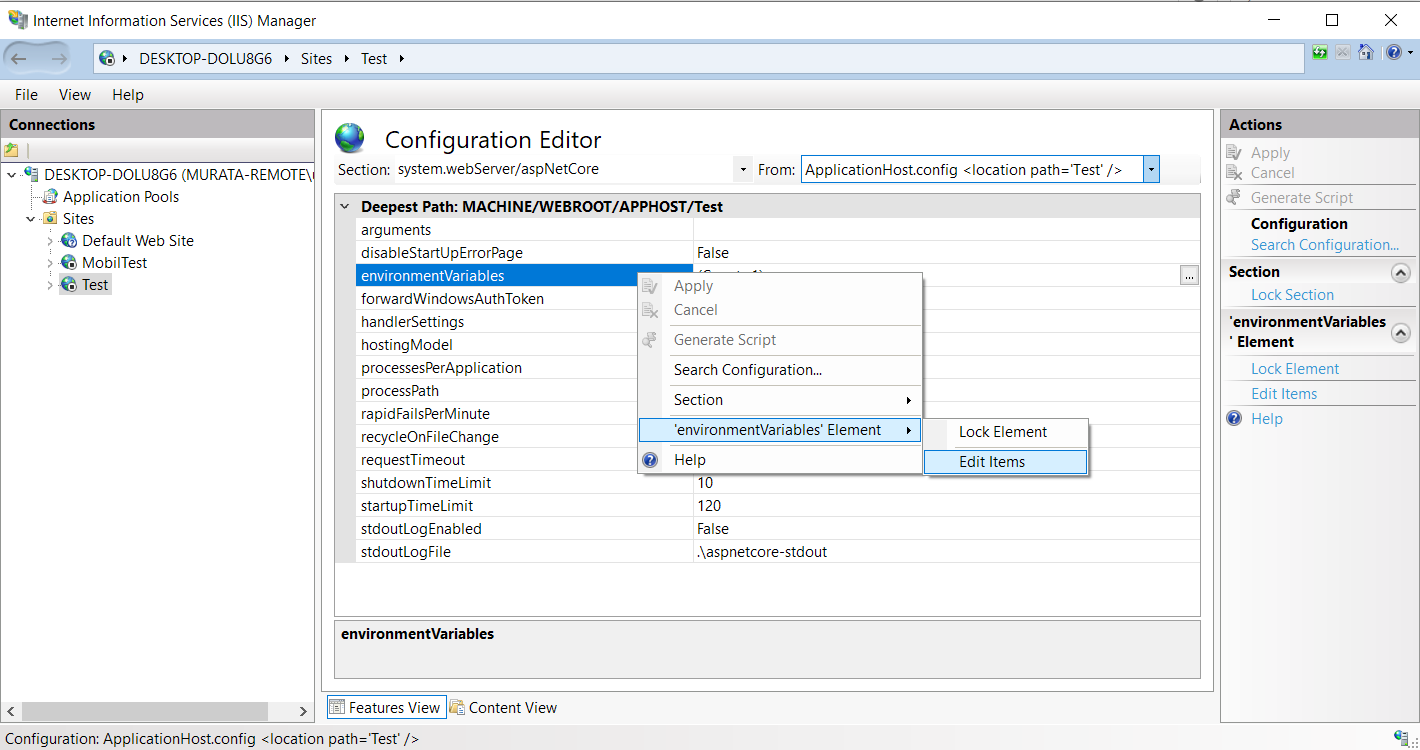 Internet Information Services (IIS) Manager
DESKTOP-DOLU8G6 Sites Test
File View Help
Connections
DESKTOP-DOLU8G6 (MURATA-REMOTE\
Application Pools
Sites
Default Web Site
MobilTest
Test
Configuration Editor
Section: system.webServer/aspNetCore From: ApplicationHost.config <location path='Test' />
Deepest Path: MACHINE/WEBROOT/APPHOST/Test
arguments
disableStartUpErrorPage False
environmentVariables ...
forwardWindowsAuthToken
handlerSettings
hostingModel
processesPerApplication
processPath
rapidFailsPerMinute
recycleOnFileChange
requestTimeout
shutdownTimeLimit 10
startupTimeLimit 120
stdoutLogEnabled False
stdoutLogFile .\aspnetcore-stdout
Apply
Cancel
Generate Script
Search Configuration...
Section
'environmentVariables' Element
Help
Lock Element
Edit Items
environmentVariables
Features View Content View
Actions
Apply
Cancel
Generate Script
Configuration
Search Configuration...
Section
Lock Section
'environmentVariables
' Element
Lock Element
Edit Items
Help
Configuration: ApplicationHost.config <location path='Test' />